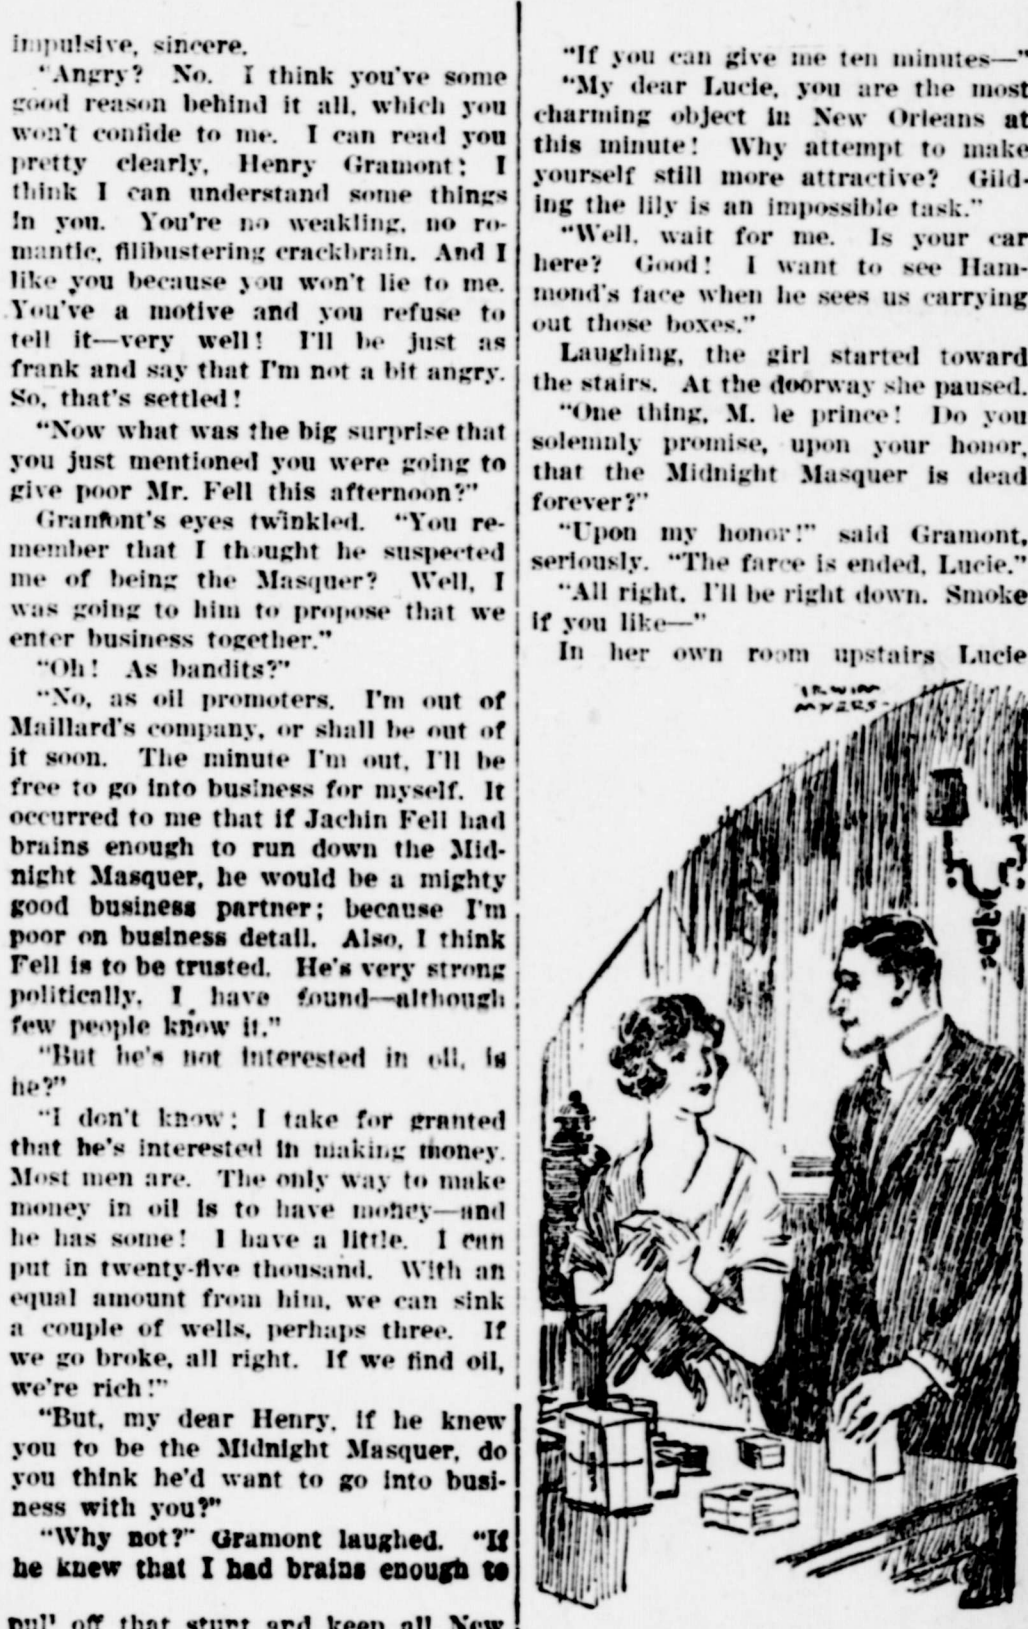 impulsive, sincere.
"Angry? No. I think you've some
good reason behind it all, which you
won't confide to me. I can read you
pretty clearly, Henry Gramont! I
think I can understand some things
in you. You're no weakling, no ro-
mantic, filibustering crackbrain. And I
like you because you won't lie to me.
You've a motive and you refuse to
tell it—very well! I'll be just as
frank and say that I'm not a bit angry.
So, that's settled!
"Now what was the big surprise that
you just mentioned you were going to
give poor Mr. Fell this afternoon?"
Gramont's eyes twinkled. "You re-
member that I thought he suspected
me of being the Masquer? Well, I
was going to him to propose that we
enter business together."
"Oh! As bandits?"
"No, as oil promoters. I'm out of
Maillard's company, or shall be out of
it soon. The minute I'm out, I'll be
free to go into business for myself. It
occurred to me that if Jachin Fell had
brains enough to run down the Mid-
night Masquer, he would be a mighty
good business partner; because I'm
poor on business detail. Also, I think
Fell is to be trusted. He's very strong
politically, I have found—although
few people know it."
"But he's not interested in oil, is
he?"
"I don't know; I take for granted
that he's interested in making money.
Most men are. The only way to make
money in oil is to have money—and
he has some! I have a little. I can
put in twenty-five thousand. With an
equal amount from him, we can sink
a couple of wells, perhaps three. If
we go broke, all right. If we find oil,
we're rich!"
"But, my dear Henry, if he knew
you to be the Midnight Masquer, do
you think he'd want to go into busi-
ness with you?"
"Why not?" Gramont laughed. "If
he knew that I had brains enough to
pull off that stunt and keep all New
"If you can give me ten minutes—"
"My dear Lucie, you are the most
charming object in New Orleans at
this minute! Why attempt to make
yourself still more attractive? Gild-
ing the lily is an impossible task."
"Well, wait for me. Is your car
here? Good! I want to see Ham-
mond's face when he sees us carrying
out those boxes."
Laughing, the girl started toward
the stairs. At the doorway she paused.
"One thing, M. le prince! Do you
solemnly promise, upon your honor,
that the Midnight Masquer is dead
forever?"
"Upon my honor!" said Gramont,
seriously. "The farce is ended, Lucie."
"All right. I'll be right down. Smoke
if you like—"
In her own room upstairs Lucie
IRWIN
MYERS-